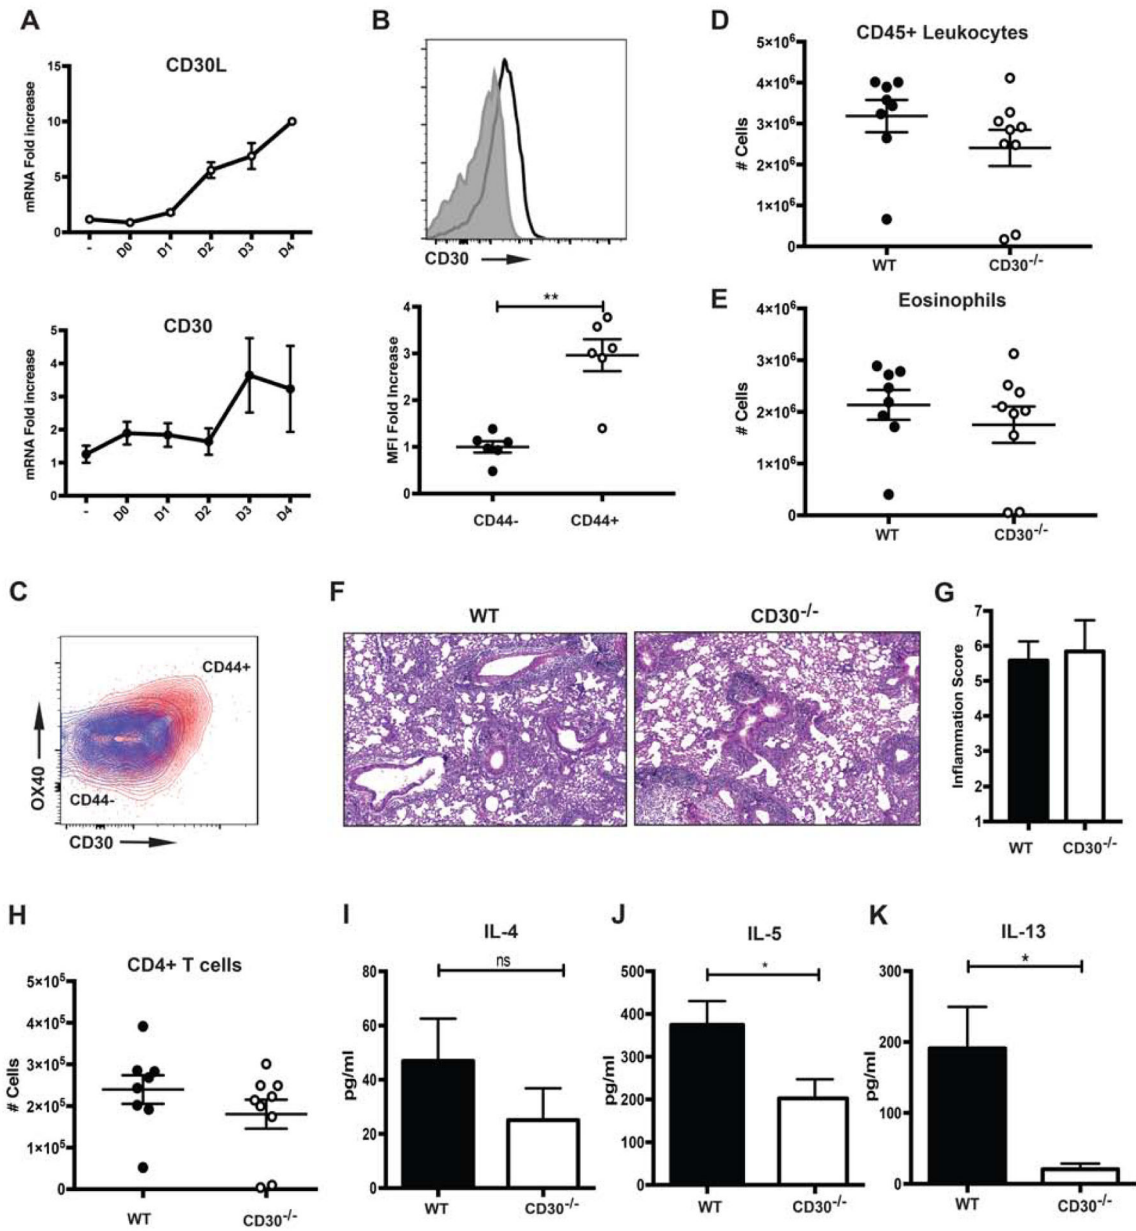 A
CD30L
mRNA Fold increase
15
10
5
0
-
D0
D1
D2
D3
D4
CD30
mRNA Fold increase
5
4
3
2
1
0
-
D0
D1
D2
D3
D4
B
CD30
**
MFI Fold Increase
4
3
2
1
0
CD44-
CD44+
C
OX40
CD44+
CD44-
CD30
D
CD45+ Leukocytes
# Cells
5×10⁶
4×10⁶
3×10⁶
2×10⁶
1×10⁶
0
WT
CD30⁻/⁻
E
Eosinophils
# Cells
4×10⁶
3×10⁶
2×10⁶
1×10⁶
0
WT
CD30⁻/⁻
F
WT
CD30⁻/⁻
G
Inflammation Score
7
6
5
4
3
2
1
WT
CD30⁻/⁻
H
CD4+ T cells
# Cells
5×10⁵
4×10⁵
3×10⁵
2×10⁵
1×10⁵
0
WT
CD30⁻/⁻
I
IL-4
ns
pg/ml
80
60
40
20
0
WT
CD30⁻/⁻
J
IL-5
*
pg/ml
500
400
300
200
100
0
WT
CD30⁻/⁻
K
IL-13
*
pg/ml
300
200
100
0
WT
CD30⁻/⁻